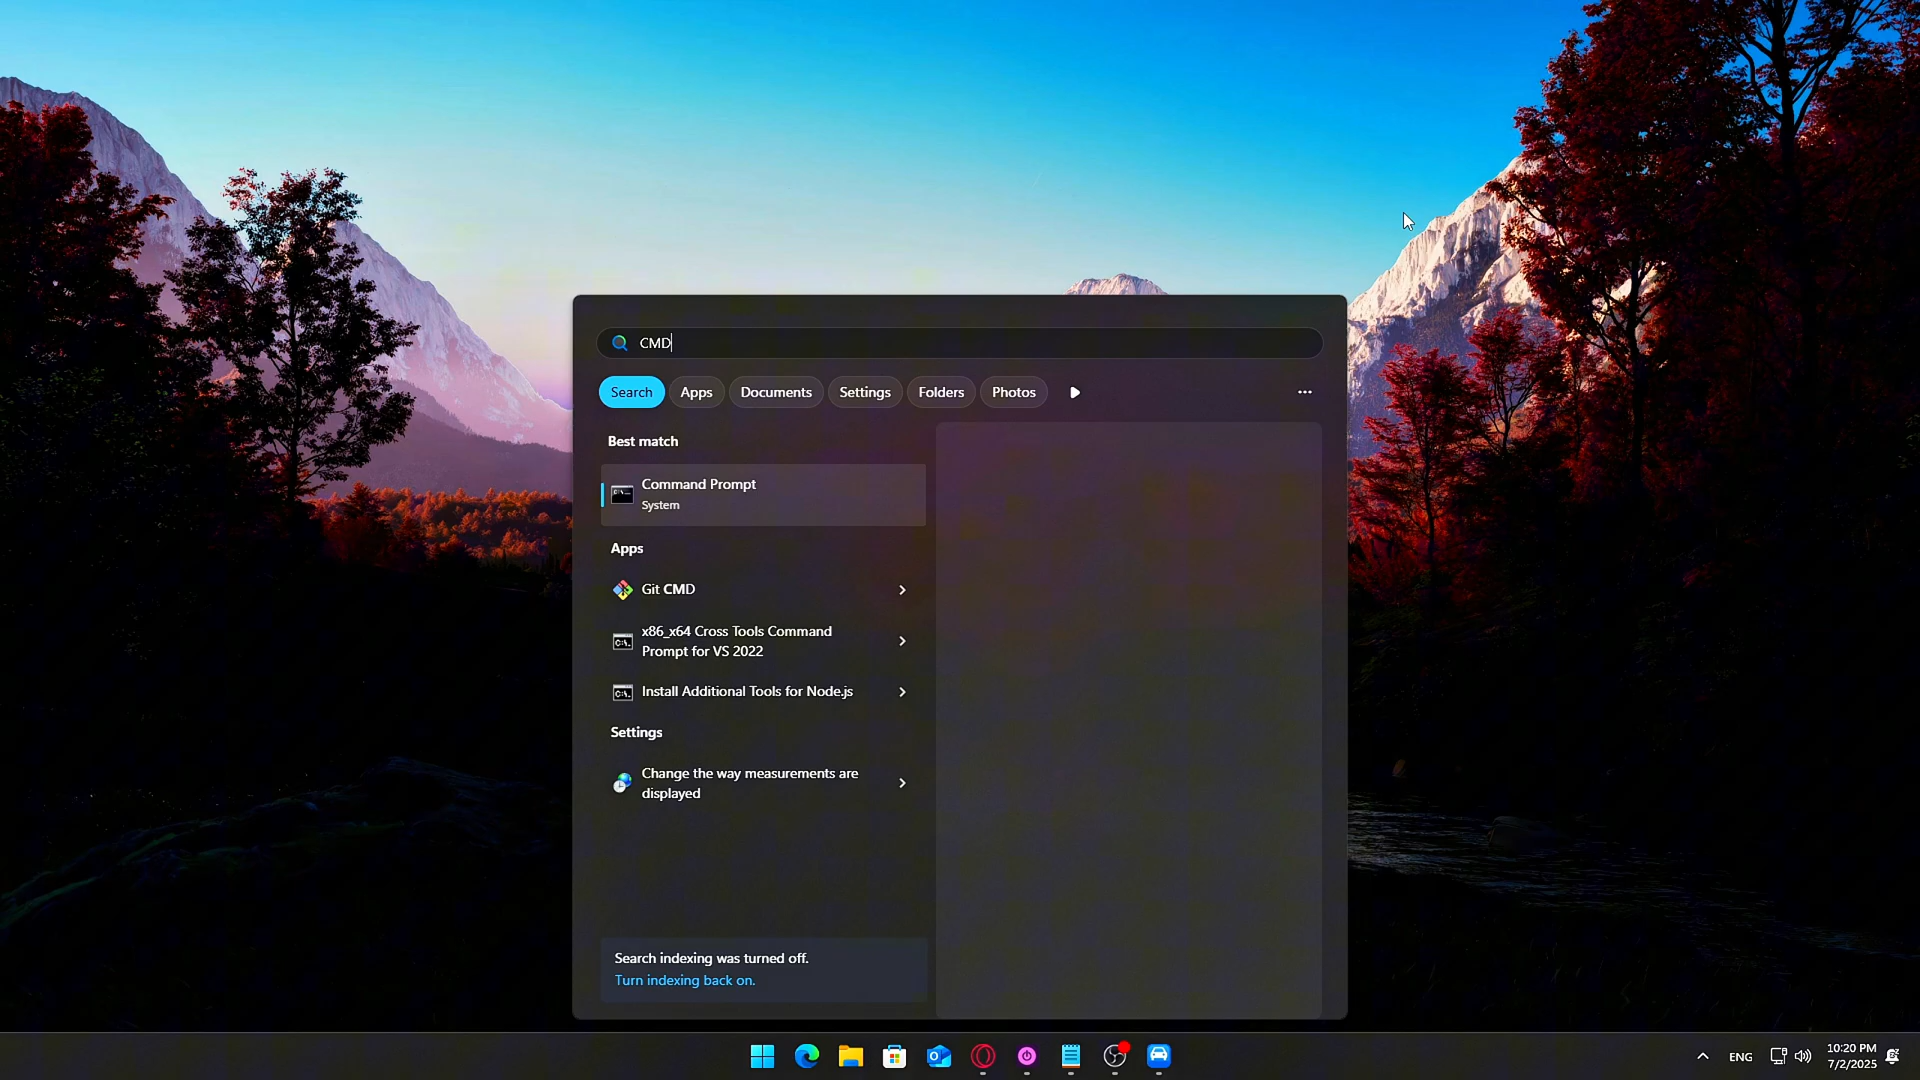 CMD
Search
Apps
Documents
Settings
Folders
Photos
Best match
Command Prompt
System
Apps
Git CMD
x86_x64 Cross Tools Command
Prompt for VS 2022
Install Additional Tools for Node.js
Settings
Change the way measurements are
displayed
Search indexing was turned off.
Turn indexing back on.
ENG
10:20 PM
7/2/2025